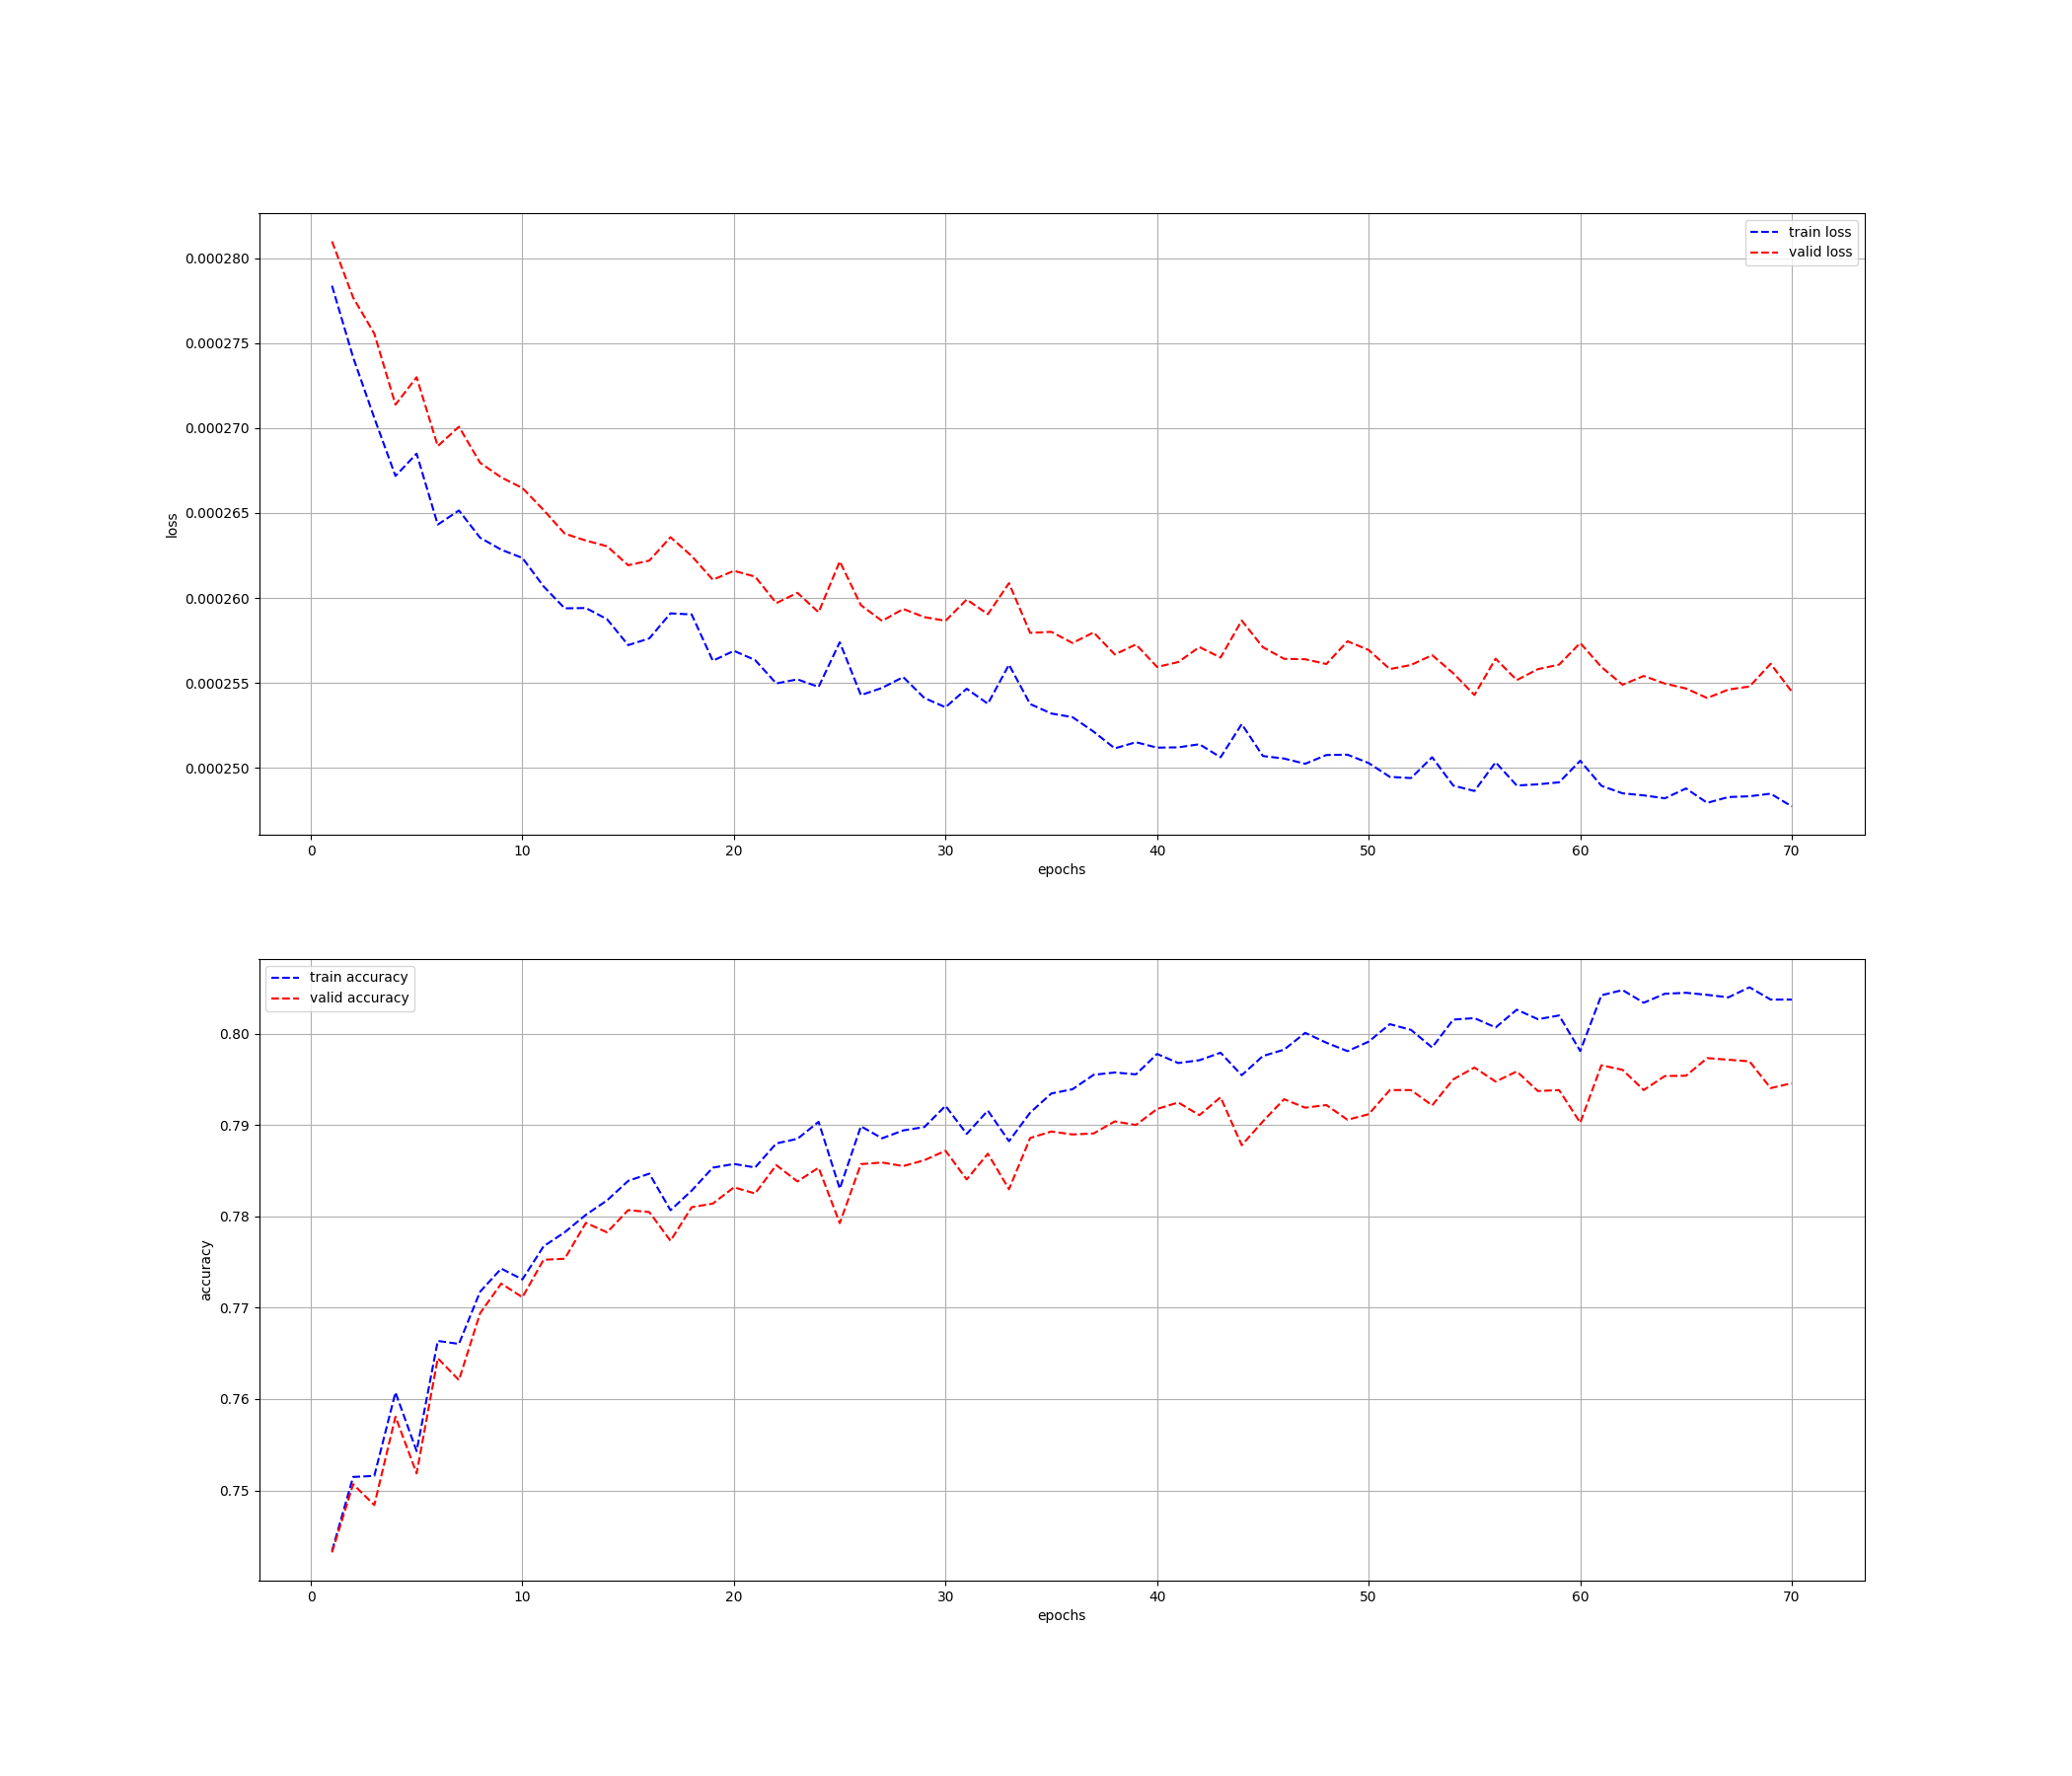 train loss
valid loss
0.000280
0.000275
0.000270
0.000265
0.000260
0.000255
0.000250
loss
0 10 20 30 40 50 60 70
epochs
train accuracy
valid accuracy
0.80
0.79
0.78
0.77
0.76
0.75
accuracy
0 10 20 30 40 50 60 70
epochs